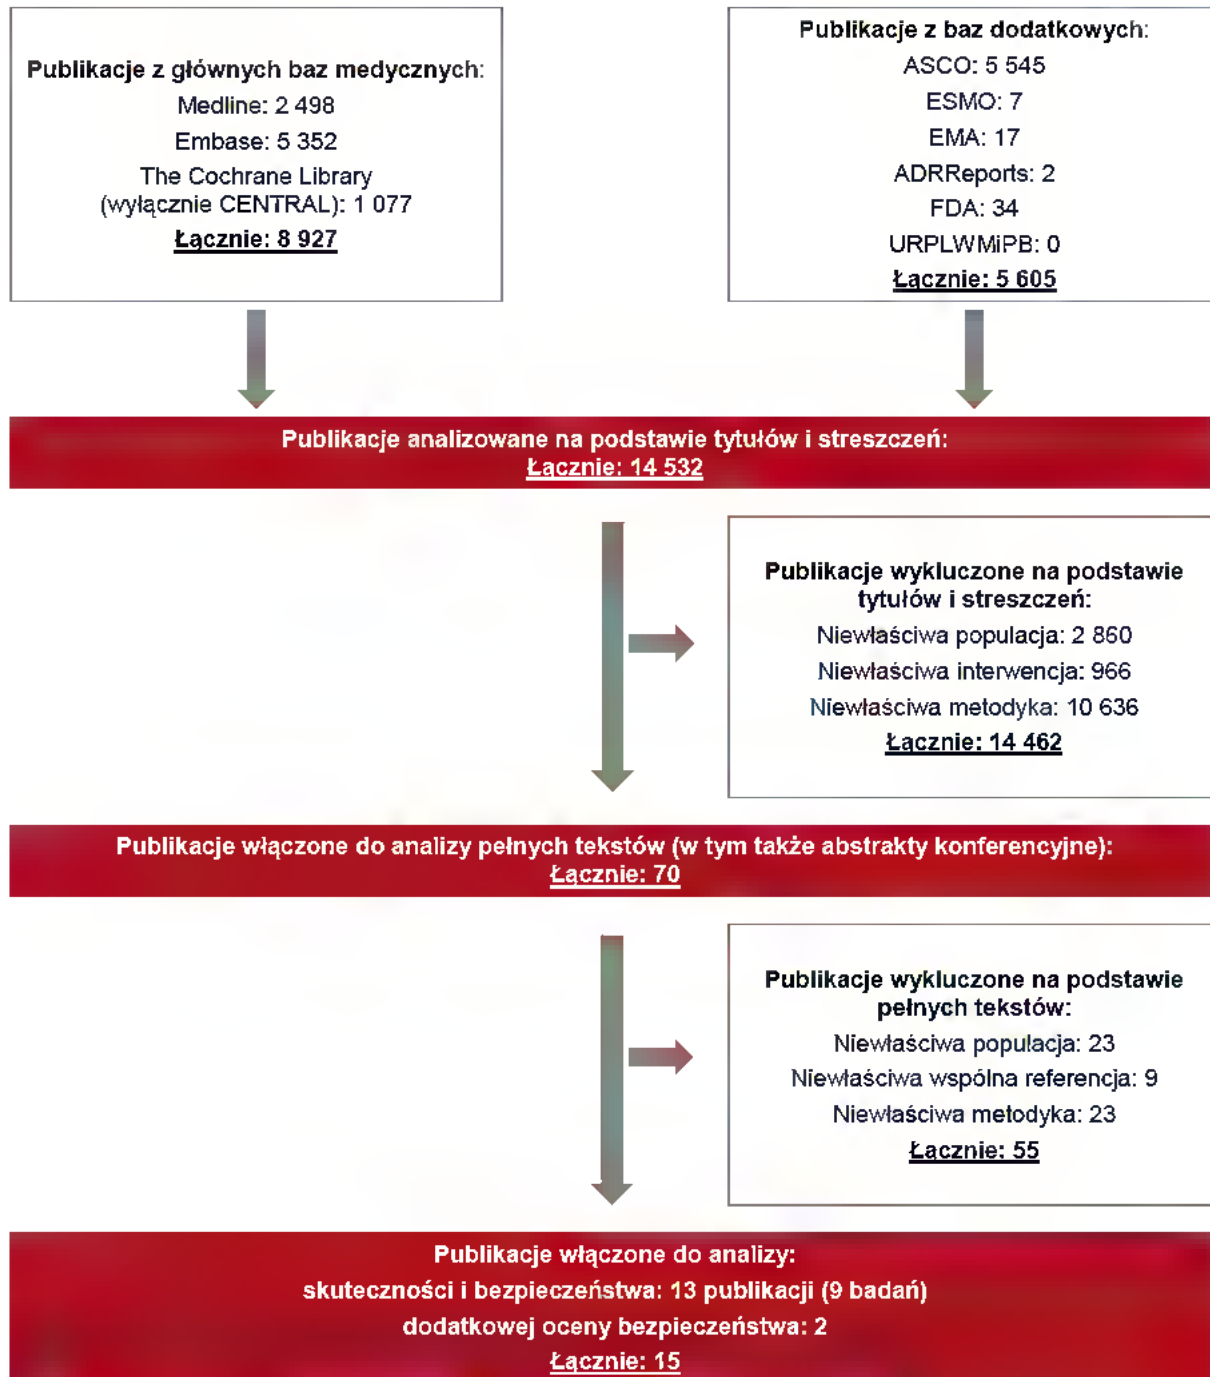 Publikacje z głównych baz medycznych:
Medline: 2 498
Embase: 5 352
The Cochrane Library
(wyłącznie CENTRAL): 1 077
Łącznie: 8 927
Publikacje z baz dodatkowych:
ASCO: 5 545
ESMO: 7
EMA: 17
ADRReports: 2
FDA: 34
URPLWMiPB: 0
Łącznie: 5 605
Publikacje analizowane na podstawie tytułów i streszczeń:
Łącznie: 14 532
Publikacje wykluczone na podstawie
tytułów i streszczeń:
Niewłaściwa populacja: 2 860
Niewłaściwa interwencja: 966
Niewłaściwa metodyka: 10 636
Łącznie: 14 462
Publikacje włączone do analizy pełnych tekstów (w tym także abstrakty konferencyjne):
Łącznie: 70
Publikacje wykluczone na podstawie
pełnych tekstów:
Niewłaściwa populacja: 23
Niewłaściwa wspólna referencja: 9
Niewłaściwa metodyka: 23
Łącznie: 55
Publikacje włączone do analizy:
skuteczności i bezpieczeństwa: 13 publikacji (9 badań)
dodatkowej oceny bezpieczeństwa: 2
Łącznie: 15